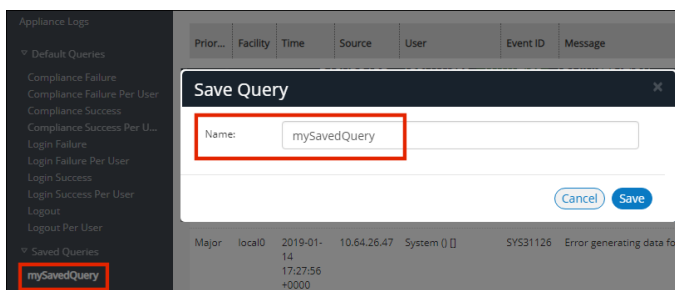 Appliance Logs
Default Queries
Compliance Failure
Compliance Failure Per User
Compliance Success
Compliance Success Per U...
Login Failure
Login Failure Per User
Login Success
Login Success Per User
Logout
Logout Per User
Saved Queries
mySavedQuery
Prior... Facility Time Source User Event ID Message
Save Query ×
Name: mySavedQuery
Cancel Save
Major local0 2019-01- 10.64.26.47 System () [] SYS31126 Error generating data fo
14
17:27:56
+0000